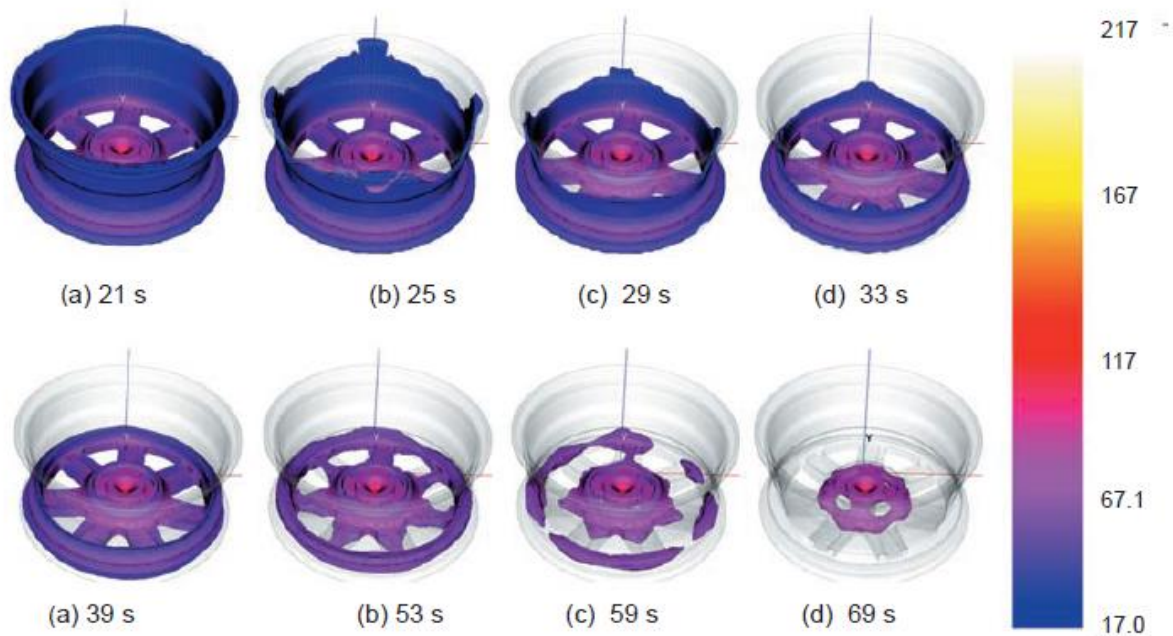 217
(a) 21 s
(b) 25 s
(c) 29 s
(d) 33 s
167
117
67.1
17.0
(a) 39 s
(b) 53 s
(c) 59 s
(d) 69 s
Y